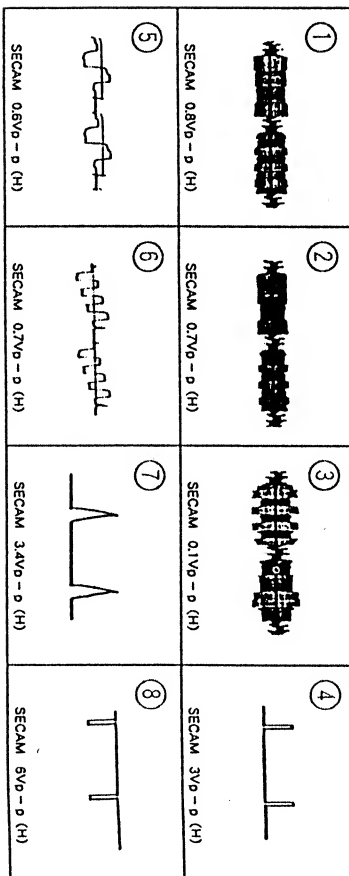 ①
SECAM 0.8Vp-p (H)
②
SECAM 0.7Vp-p (H)
③
SECAM 0.1Vp-p (H)
④
SECAM 3Vp-p (H)
⑤
SECAM 0.6Vp-p (H)
⑥
SECAM 0.7Vp-p (H)
⑦
SECAM 3.4Vp-p (H)
⑧
SECAM 6Vp-p (H)